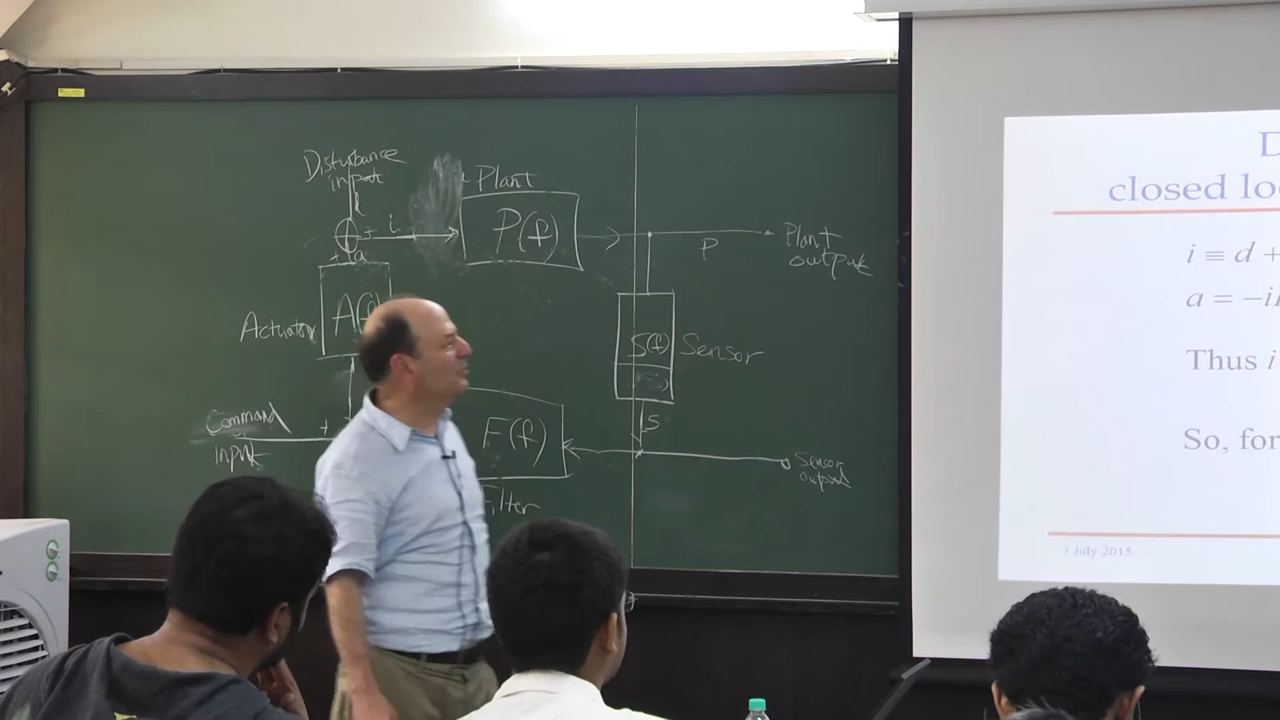 Disturbance
input
d
+
i
+
a
Plant
P(f)
P
Plant
output
Actuator
A(f)
S(f)
Sensor
S
Command
input
+
F(f)
Filter
Sensor
output
closed lo
i ≡ d +
a = -i
Thus i
So, for
3 July 2015